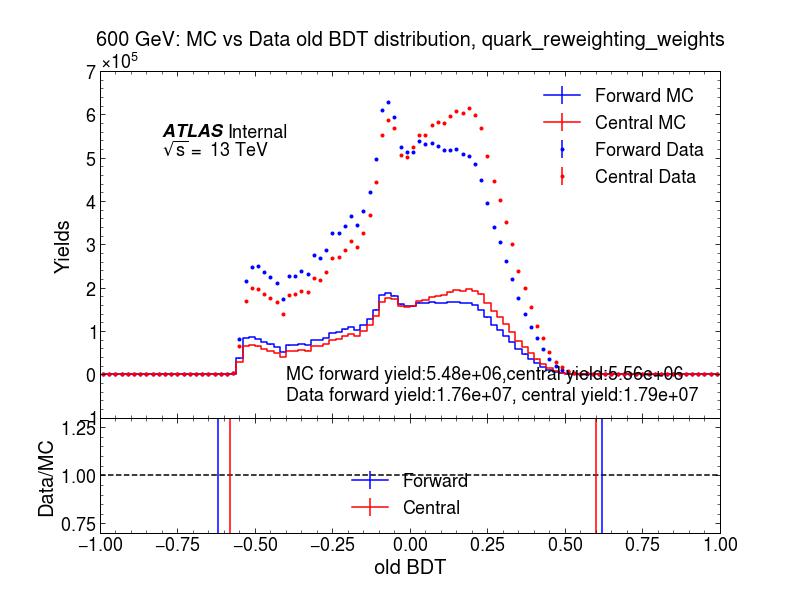 600 GeV: MC vs Data old BDT distribution, quark_reweighting_weights
×10⁵
7
6
5
4
3
2
1
0
−1
Yields
ATLAS Internal
√s = 13 TeV
Forward MC
Central MC
Forward Data
Central Data
MC forward yield:5.48e+06,central yield:5.56e+06
Data forward yield:1.76e+07, central yield:1.79e+07
1.25
1.00
0.75
Data/MC
Forward
Central
−1.00 −0.75 −0.50 −0.25 0.00 0.25 0.50 0.75 1.00
old BDT